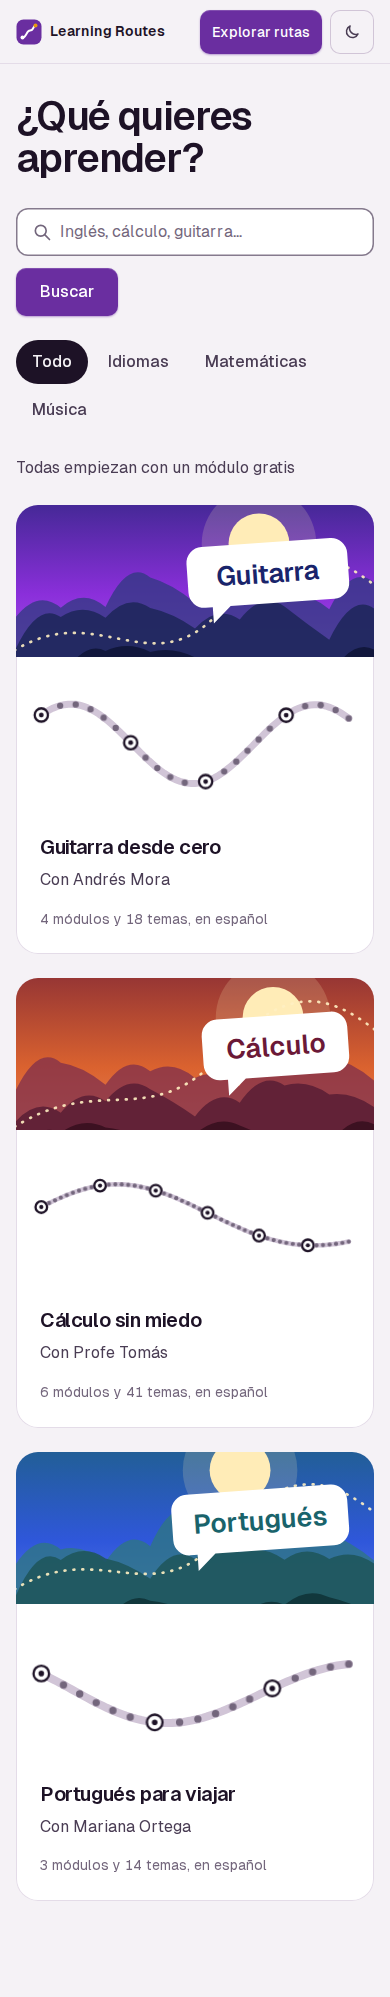 Learning Routes
Explorar rutas
¿Qué quieres
aprender?
Inglés, cálculo, guitarra...
Buscar
Todo
Idiomas
Matemáticas
Música
Todas empiezan con un módulo gratis
Guitarra
Guitarra desde cero
Con Andrés Mora
4 módulos y 18 temas, en español
Cálculo
Cálculo sin miedo
Con Profe Tomás
6 módulos y 41 temas, en español
Portugués
Portugués para viajar
Con Mariana Ortega
3 módulos y 14 temas, en español